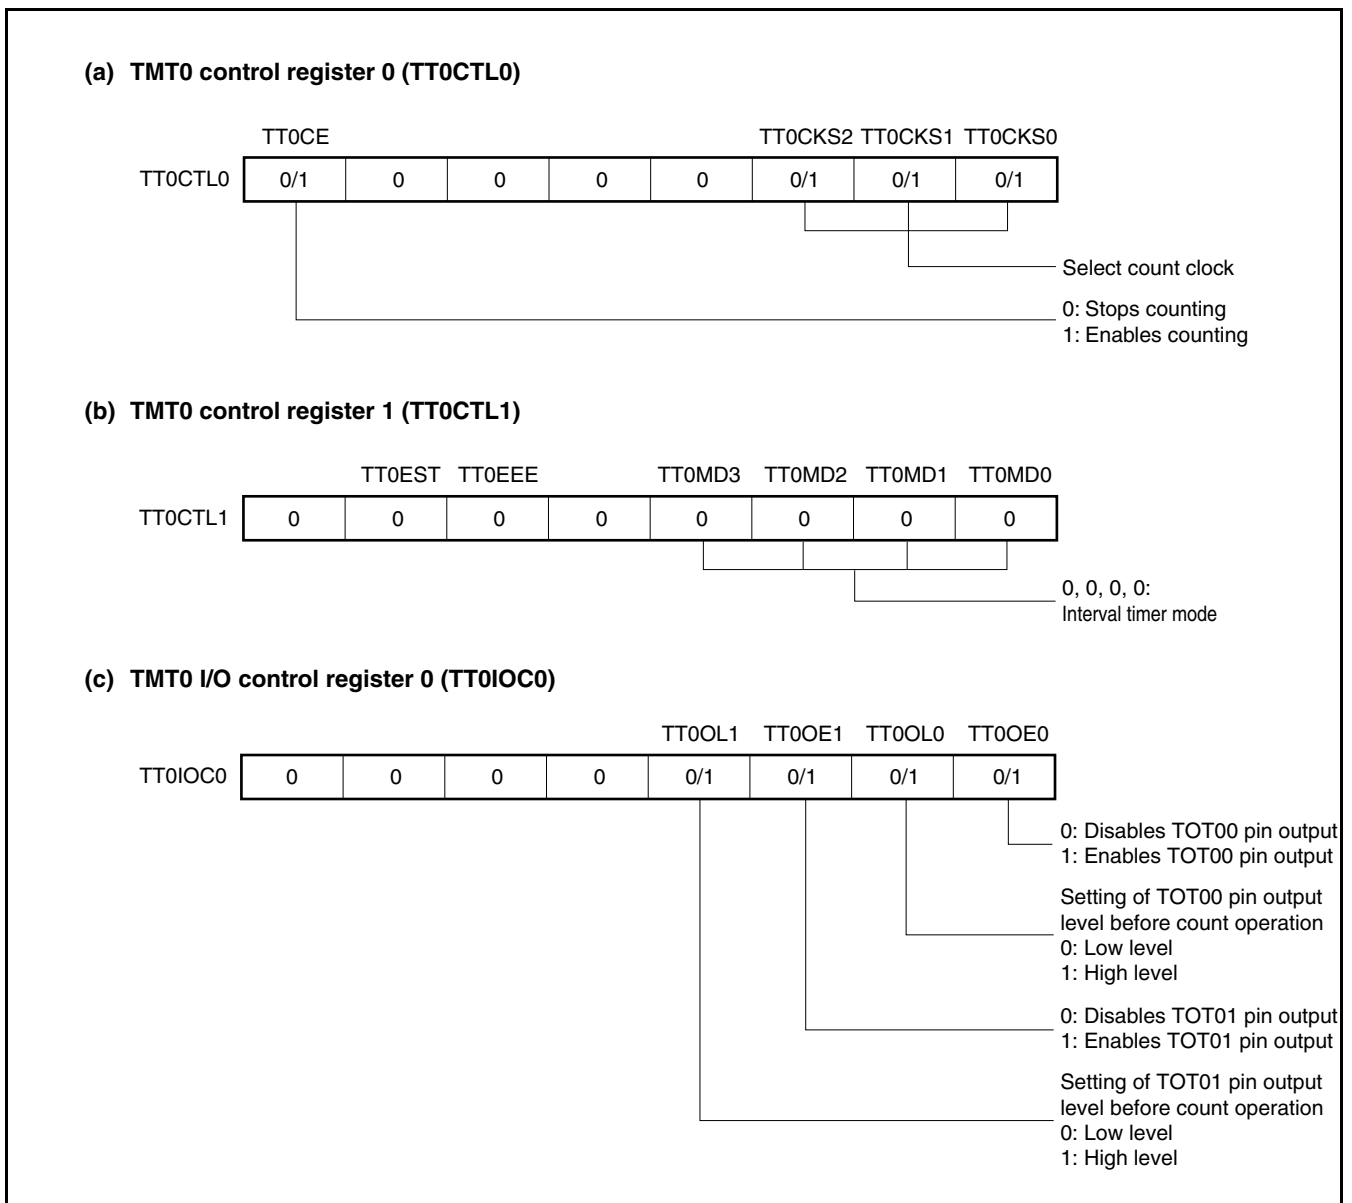 (a) TMT0 control register 0 (TT0CTL0)
TT0CE TT0CKS2 TT0CKS1 TT0CKS0
TT0CTL0 0/1 0 0 0 0 0/1 0/1 0/1
Select count clock
0: Stops counting
1: Enables counting
(b) TMT0 control register 1 (TT0CTL1)
TT0EST TT0EEE TT0MD3 TT0MD2 TT0MD1 TT0MD0
TT0CTL1 0 0 0 0 0 0 0 0
0, 0, 0, 0:
Interval timer mode
(c) TMT0 I/O control register 0 (TT0IOC0)
TT0OL1 TT0OE1 TT0OL0 TT0OE0
TT0IOC0 0 0 0 0 0/1 0/1 0/1 0/1
0: Disables TOT00 pin output
1: Enables TOT00 pin output
Setting of TOT00 pin output
level before count operation
0: Low level
1: High level
0: Disables TOT01 pin output
1: Enables TOT01 pin output
Setting of TOT01 pin output
level before count operation
0: Low level
1: High level